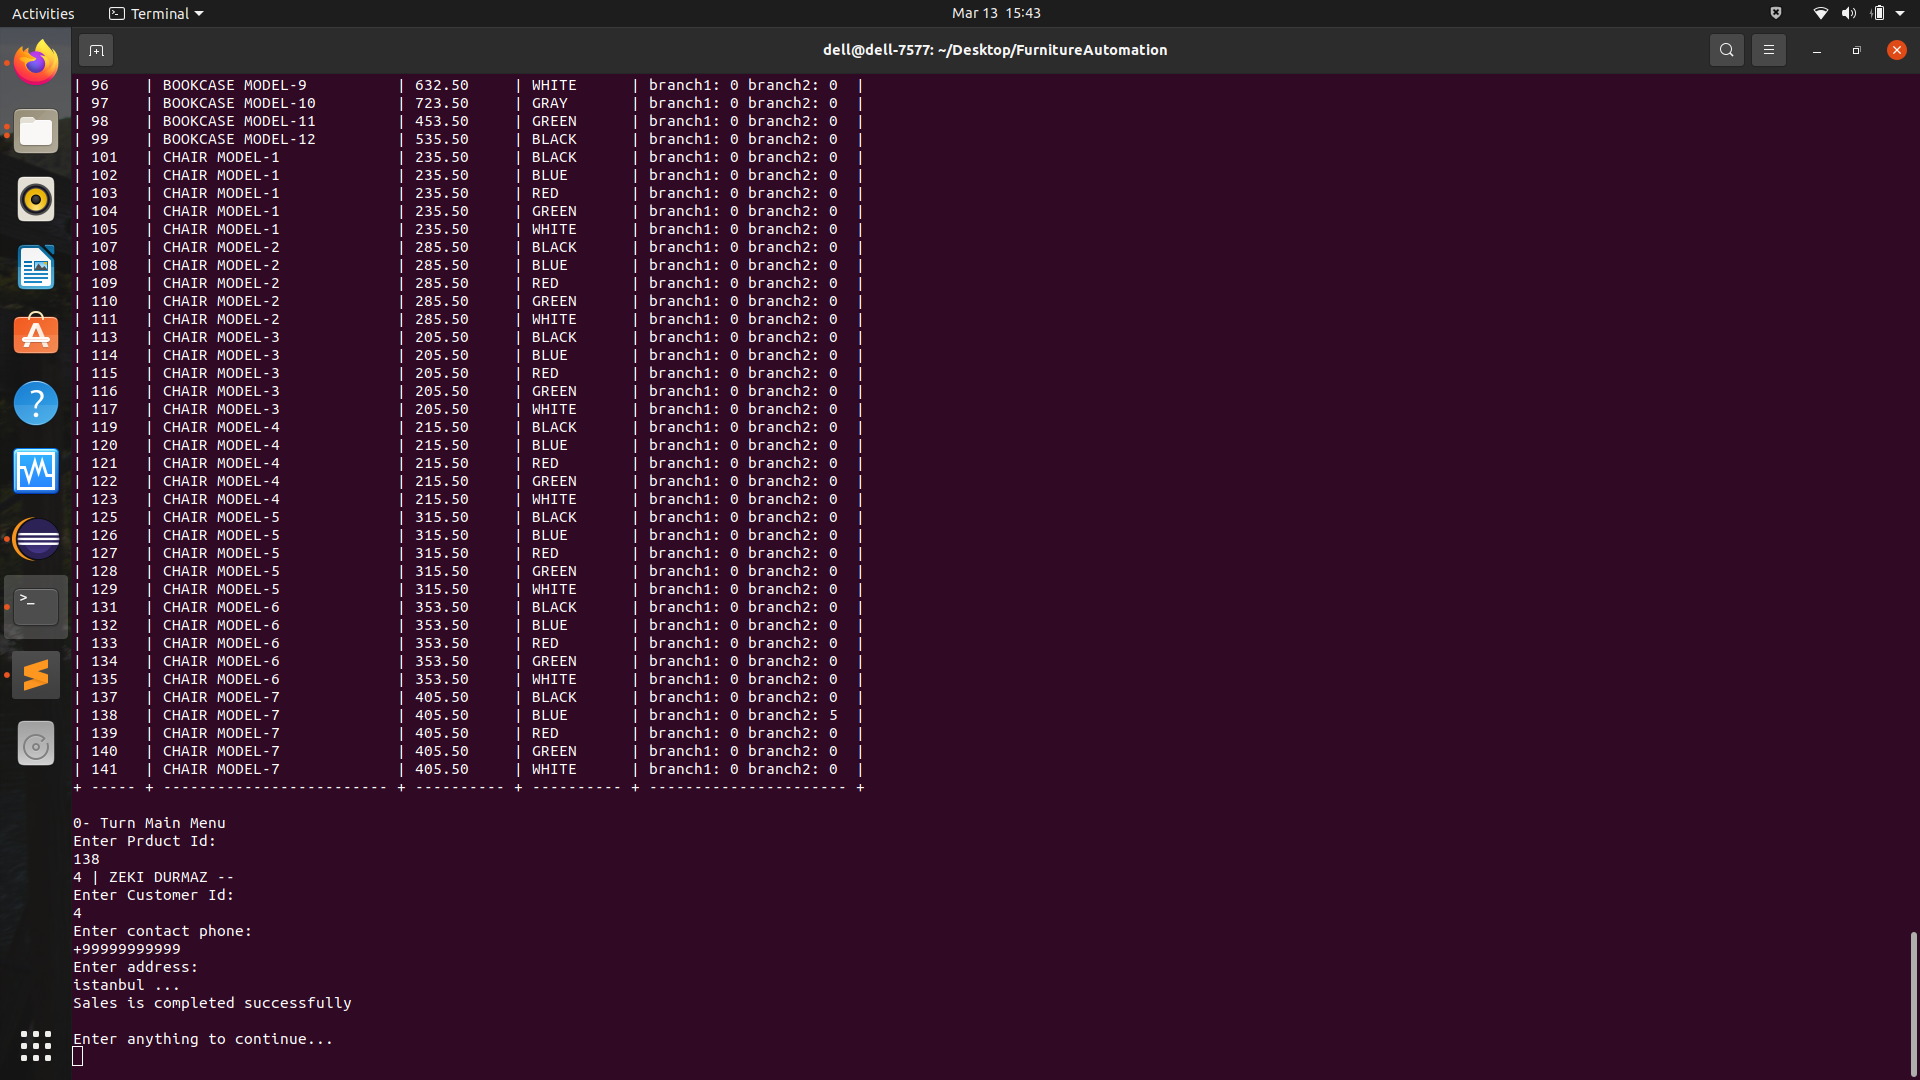 Activities Terminal Mar 13 15:43
dell@dell-7577: ~/Desktop/FurnitureAutomation
| 96 | BOOKCASE MODEL-9 | 632.50 | WHITE | branch1: 0 branch2: 0 |
| 97 | BOOKCASE MODEL-10 | 723.50 | GRAY | branch1: 0 branch2: 0 |
| 98 | BOOKCASE MODEL-11 | 453.50 | GREEN | branch1: 0 branch2: 0 |
| 99 | BOOKCASE MODEL-12 | 535.50 | BLACK | branch1: 0 branch2: 0 |
| 101 | CHAIR MODEL-1 | 235.50 | BLACK | branch1: 0 branch2: 0 |
| 102 | CHAIR MODEL-1 | 235.50 | BLUE | branch1: 0 branch2: 0 |
| 103 | CHAIR MODEL-1 | 235.50 | RED | branch1: 0 branch2: 0 |
| 104 | CHAIR MODEL-1 | 235.50 | GREEN | branch1: 0 branch2: 0 |
| 105 | CHAIR MODEL-1 | 235.50 | WHITE | branch1: 0 branch2: 0 |
| 107 | CHAIR MODEL-2 | 285.50 | BLACK | branch1: 0 branch2: 0 |
| 108 | CHAIR MODEL-2 | 285.50 | BLUE | branch1: 0 branch2: 0 |
| 109 | CHAIR MODEL-2 | 285.50 | RED | branch1: 0 branch2: 0 |
| 110 | CHAIR MODEL-2 | 285.50 | GREEN | branch1: 0 branch2: 0 |
| 111 | CHAIR MODEL-2 | 285.50 | WHITE | branch1: 0 branch2: 0 |
| 113 | CHAIR MODEL-3 | 205.50 | BLACK | branch1: 0 branch2: 0 |
| 114 | CHAIR MODEL-3 | 205.50 | BLUE | branch1: 0 branch2: 0 |
| 115 | CHAIR MODEL-3 | 205.50 | RED | branch1: 0 branch2: 0 |
| 116 | CHAIR MODEL-3 | 205.50 | GREEN | branch1: 0 branch2: 0 |
| 117 | CHAIR MODEL-3 | 205.50 | WHITE | branch1: 0 branch2: 0 |
| 119 | CHAIR MODEL-4 | 215.50 | BLACK | branch1: 0 branch2: 0 |
| 120 | CHAIR MODEL-4 | 215.50 | BLUE | branch1: 0 branch2: 0 |
| 121 | CHAIR MODEL-4 | 215.50 | RED | branch1: 0 branch2: 0 |
| 122 | CHAIR MODEL-4 | 215.50 | GREEN | branch1: 0 branch2: 0 |
| 123 | CHAIR MODEL-4 | 215.50 | WHITE | branch1: 0 branch2: 0 |
| 125 | CHAIR MODEL-5 | 315.50 | BLACK | branch1: 0 branch2: 0 |
| 126 | CHAIR MODEL-5 | 315.50 | BLUE | branch1: 0 branch2: 0 |
| 127 | CHAIR MODEL-5 | 315.50 | RED | branch1: 0 branch2: 0 |
| 128 | CHAIR MODEL-5 | 315.50 | GREEN | branch1: 0 branch2: 0 |
| 129 | CHAIR MODEL-5 | 315.50 | WHITE | branch1: 0 branch2: 0 |
| 131 | CHAIR MODEL-6 | 353.50 | BLACK | branch1: 0 branch2: 0 |
| 132 | CHAIR MODEL-6 | 353.50 | BLUE | branch1: 0 branch2: 0 |
| 133 | CHAIR MODEL-6 | 353.50 | RED | branch1: 0 branch2: 0 |
| 134 | CHAIR MODEL-6 | 353.50 | GREEN | branch1: 0 branch2: 0 |
| 135 | CHAIR MODEL-6 | 353.50 | WHITE | branch1: 0 branch2: 0 |
| 137 | CHAIR MODEL-7 | 405.50 | BLACK | branch1: 0 branch2: 0 |
| 138 | CHAIR MODEL-7 | 405.50 | BLUE | branch1: 0 branch2: 5 |
| 139 | CHAIR MODEL-7 | 405.50 | RED | branch1: 0 branch2: 0 |
| 140 | CHAIR MODEL-7 | 405.50 | GREEN | branch1: 0 branch2: 0 |
| 141 | CHAIR MODEL-7 | 405.50 | WHITE | branch1: 0 branch2: 0 |
+ ----- + ------------------------- + ---------- + ---------- + ---------------------- +
0- Turn Main Menu
Enter Prduct Id:
138
4 | ZEKI DURMAZ --
Enter Customer Id:
4
Enter contact phone:
+99999999999
Enter address:
istanbul ...
Sales is completed successfully
Enter anything to continue...